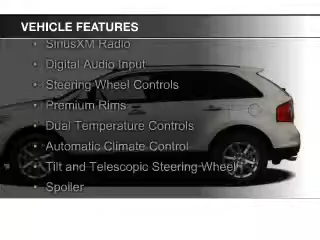 VEHICLE FEATURES
• SiriusXM Radio
• Digital Audio Input
• Steering Wheel Controls
• Premium Rims
• Dual Temperature Controls
• Automatic Climate Control
• Tilt and Telescopic Steering Wheel
• Spoiler